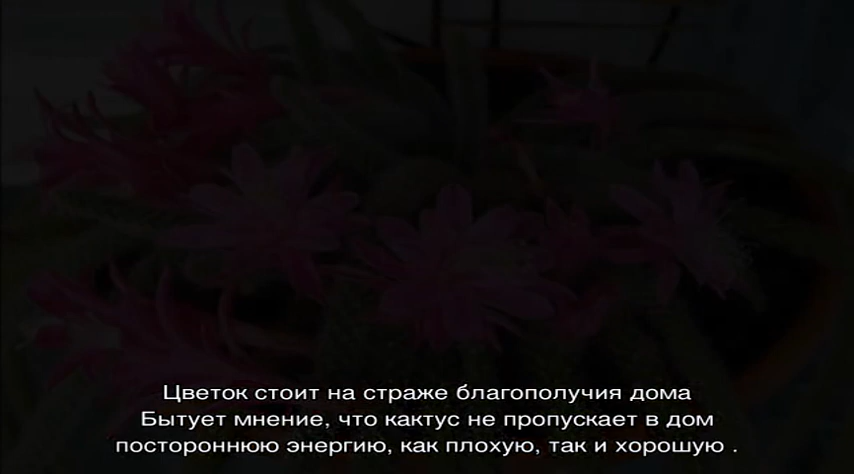 Цветок стоит на страже благополучия дома
Бытует мнение, что кактус не пропускает в дом
постороннюю энергию, как плохую, так и хорошую .